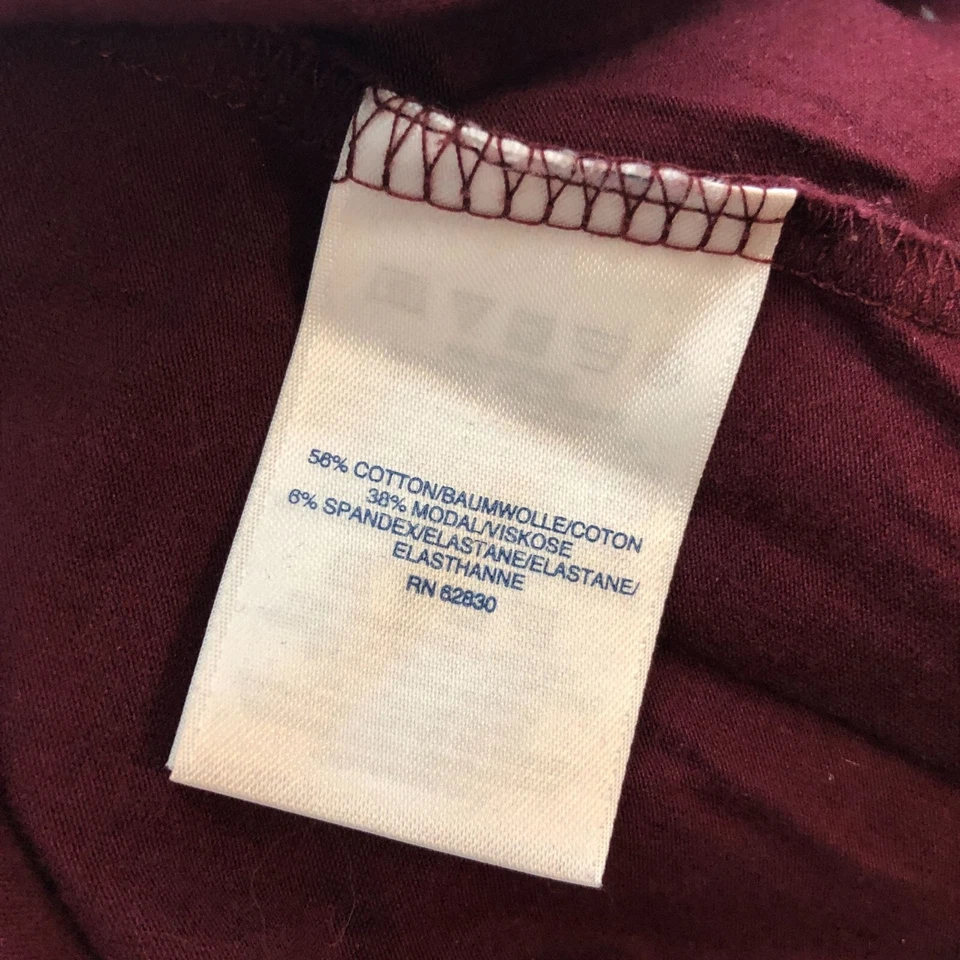 56% COTTON/BAUMWOLLE/COTON
38% MODAL/VISKOSE
6% SPANDEX/ELASTANE/ELASTANE/
ELASTHANNE
RN 62830